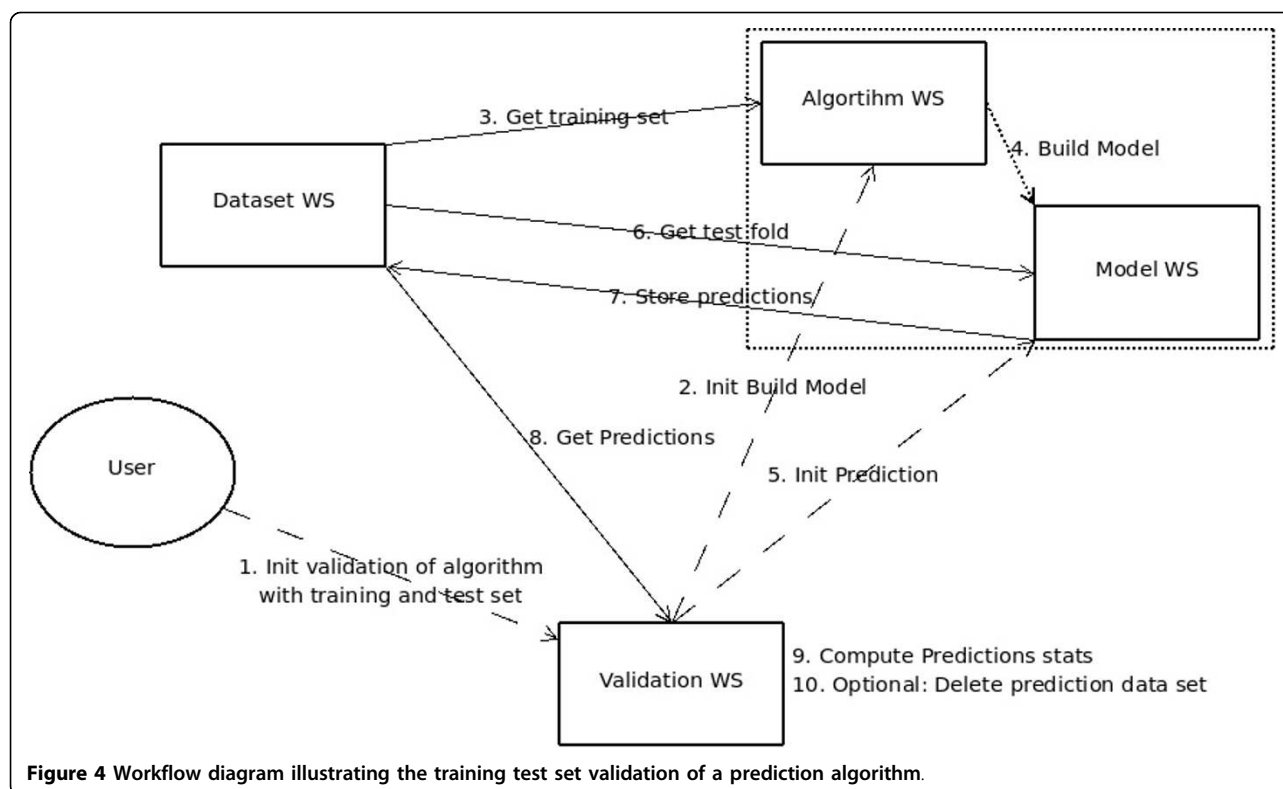 Algortihm WS
3. Get training set
4. Build Model
Dataset WS
6. Get test fold
Model WS
7. Store predictions
2. Init Build Model
8. Get Predictions
User
5. Init Prediction
1. Init validation of algorithm
with training and test set
Validation WS
9. Compute Predictions stats
10. Optional: Delete prediction data set
Figure 4 Workflow diagram illustrating the training test set validation of a prediction algorithm.